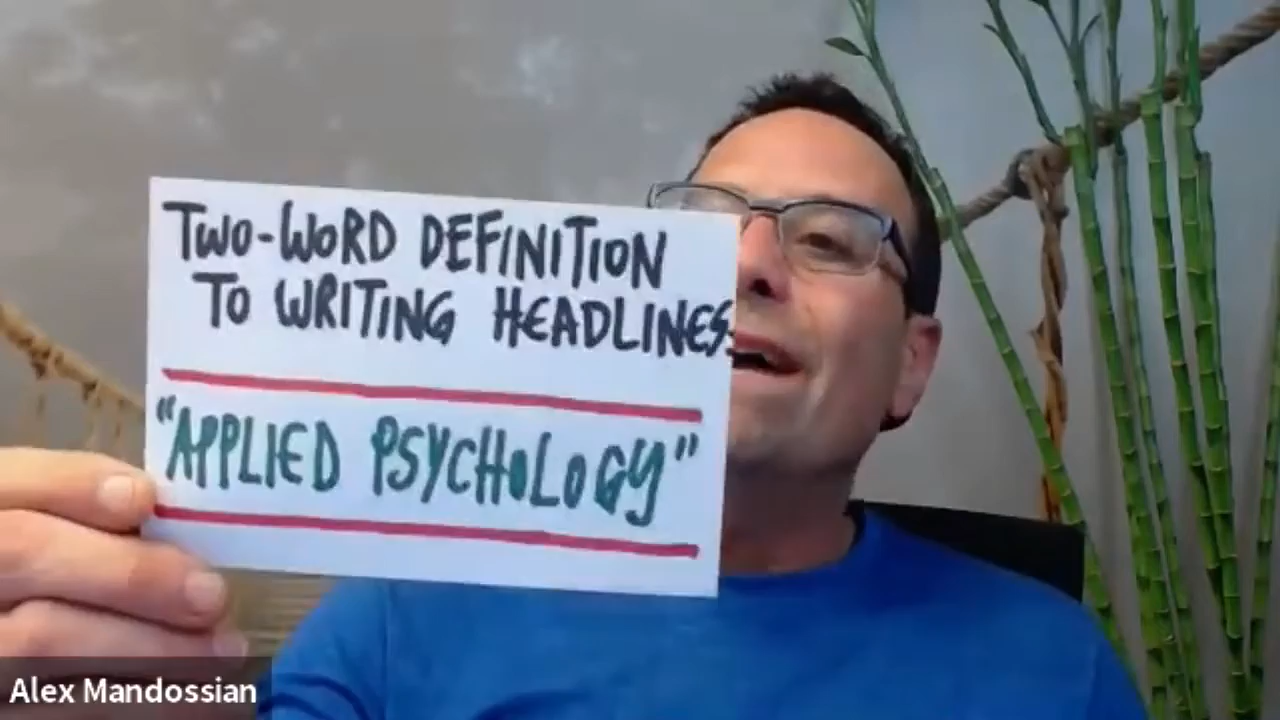 TWO-WORD DEFINITION
TO WRITING HEADLINES
"APPLIED PSYCHOLOGY"
Alex Mandossian